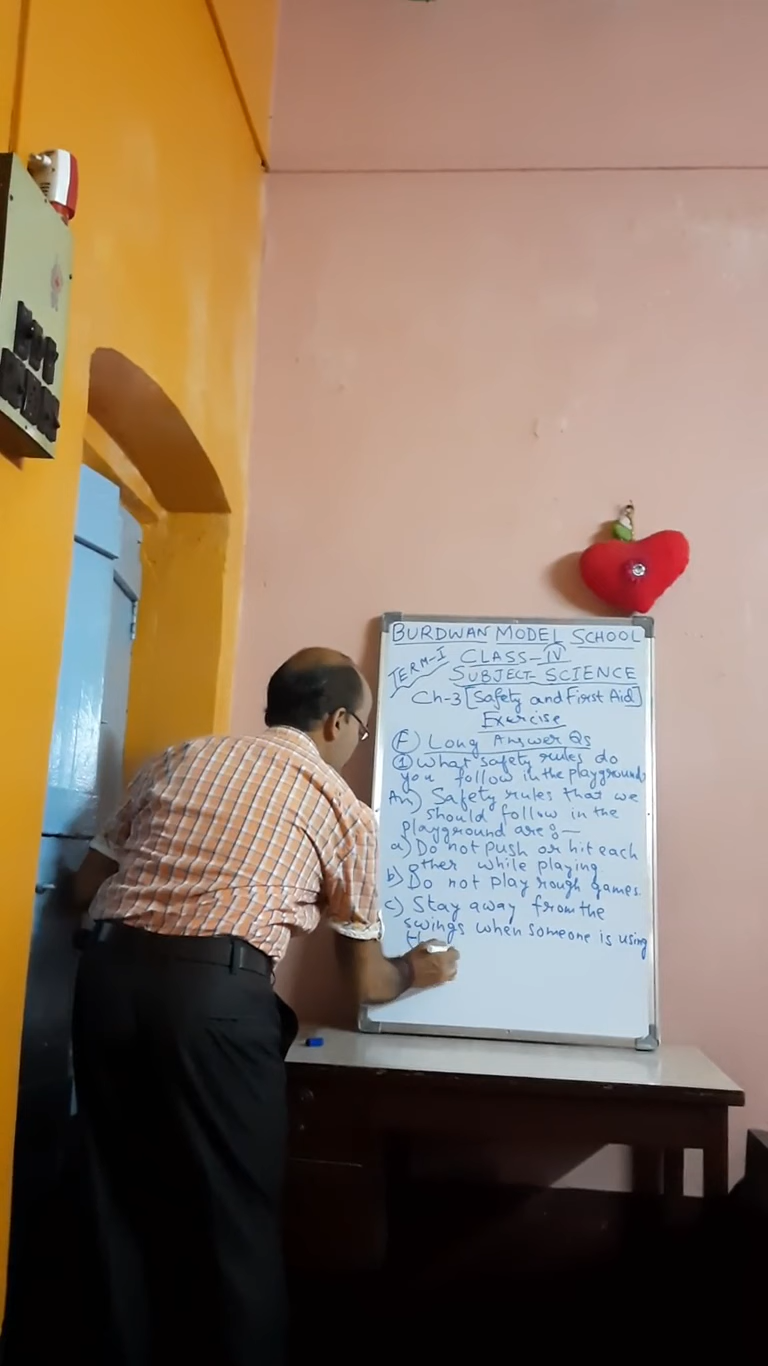 BURDWAN MODEL SCHOOL
TERM-I
CLASS-IV
SUBJECT-SCIENCE
Ch-3 [Safety and First Aid]
Exercise
(F) Long Answer Qs
(1) What safety rules do
you follow in the playground
An) Safety rules that we
should follow in the
playground are :-
a) Do not push or hit each
other while playing.
b) Do not play rough games.
c) Stay away from the
swings when someone is using